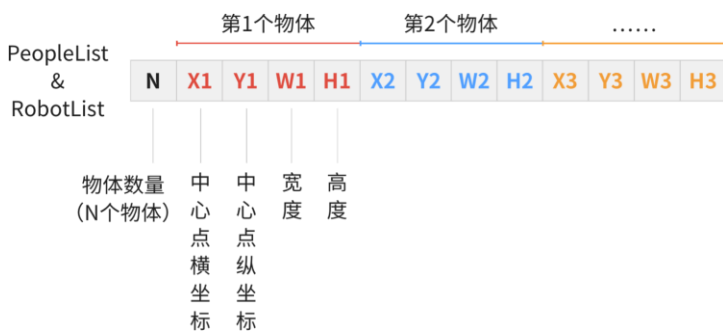 第1个物体 第2个物体 ……
PeopleList
&
RobotList
N X1 Y1 W1 H1 X2 Y2 W2 H2 X3 Y3 W3 H3
物体数量
（N个物体）
中心点横坐标
中心点纵坐标
宽度
高度